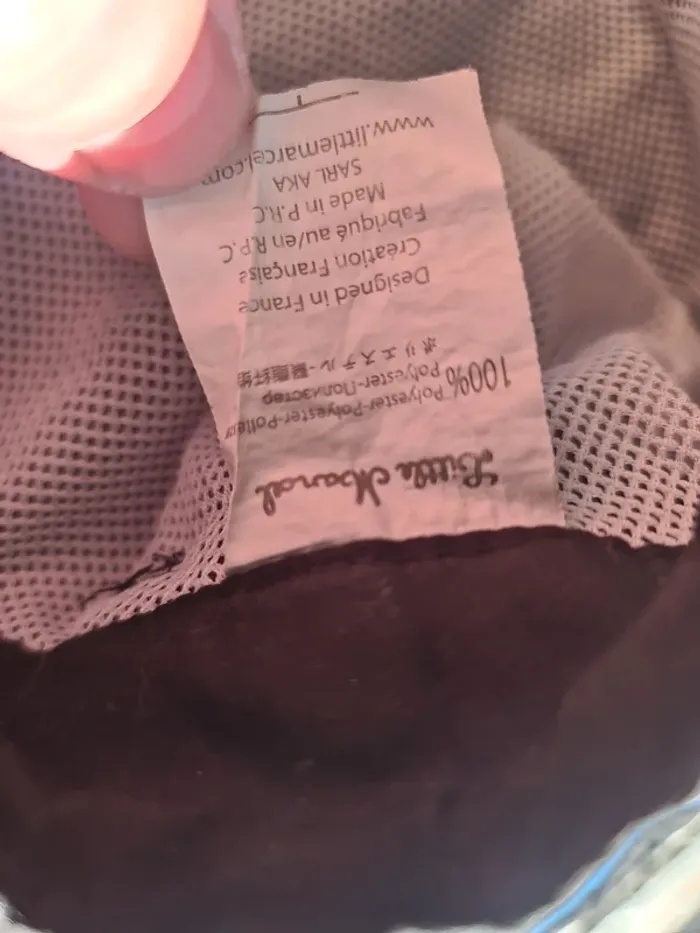 Little Marcel
100% Polyester-Polyester-Polies
Polyester-Полиэстер
ポリエステル - 聚酯纤维
Designed in France
Création Française
Fabriqué au/en R.P.C
Made in P.R.C
SARL AKA
www.littlemarcel.com